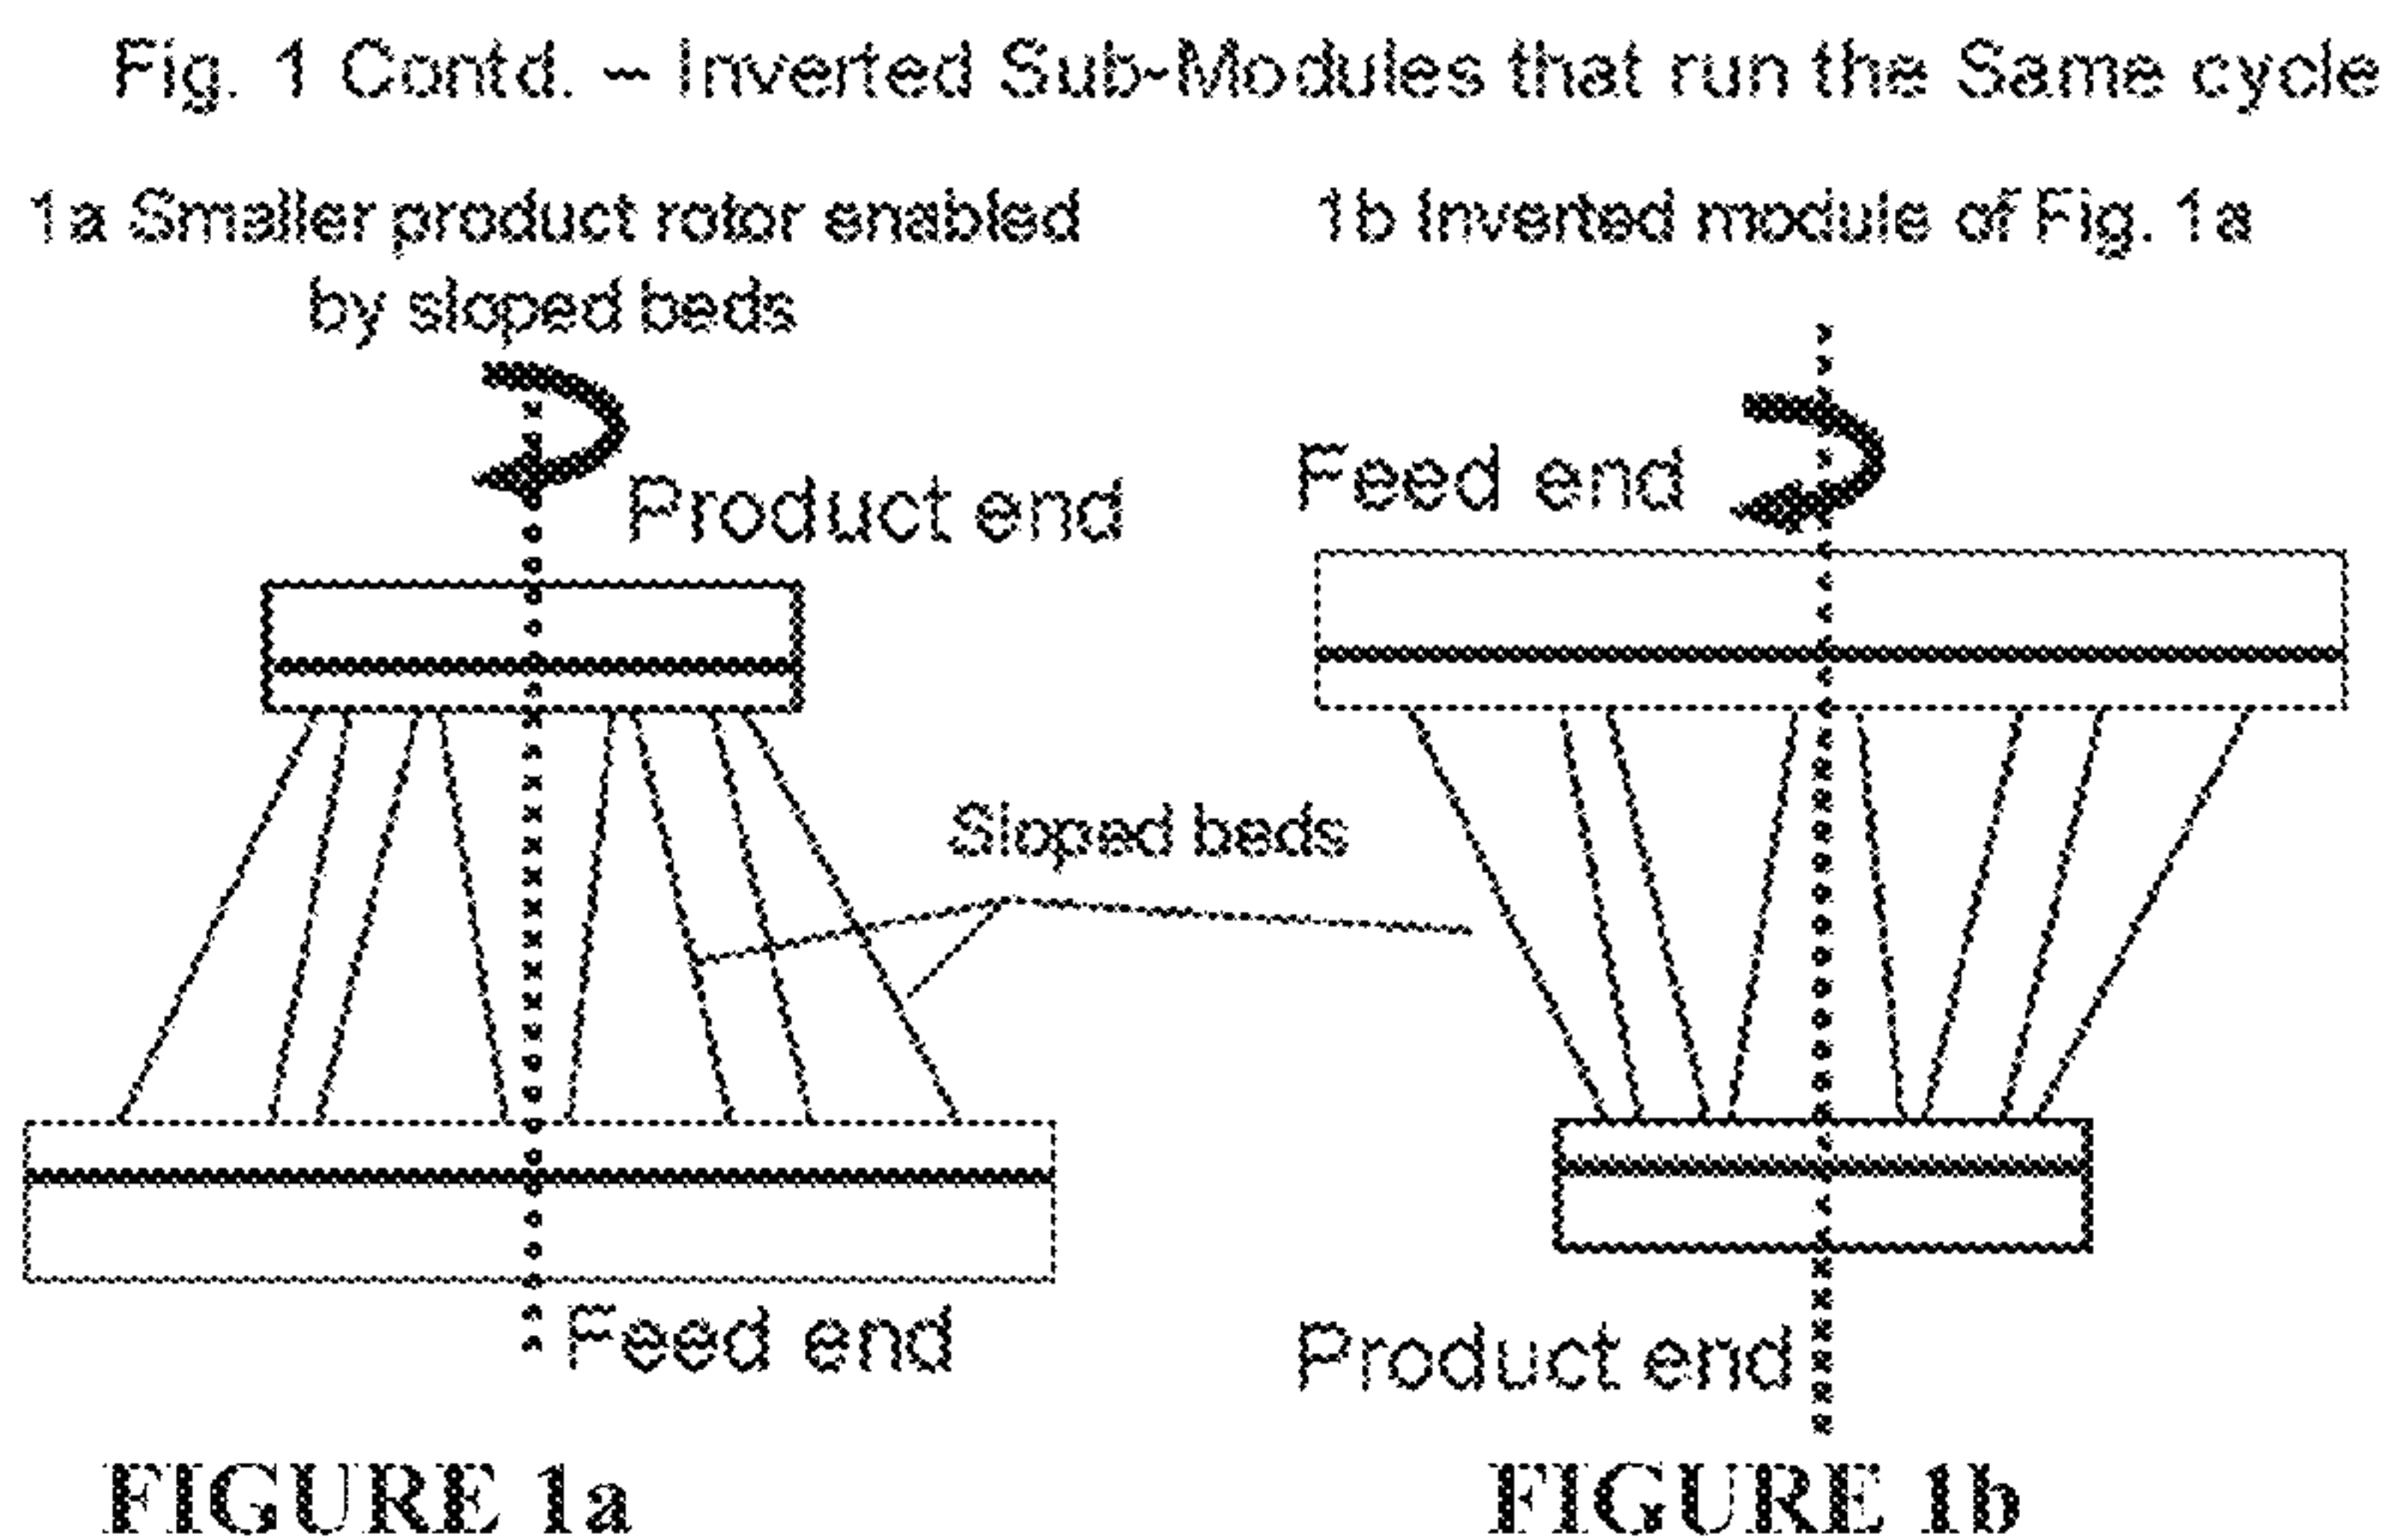 Fig. 1 Contd. – Inverted Sub-Modules that run the Same cycle
1a Smaller product rotor enabled
by sloped beds
1b Inverted module of Fig. 1a
Product end
Feed end
Sloped beds
Feed end
Product end
FIGURE 1a
FIGURE 1b